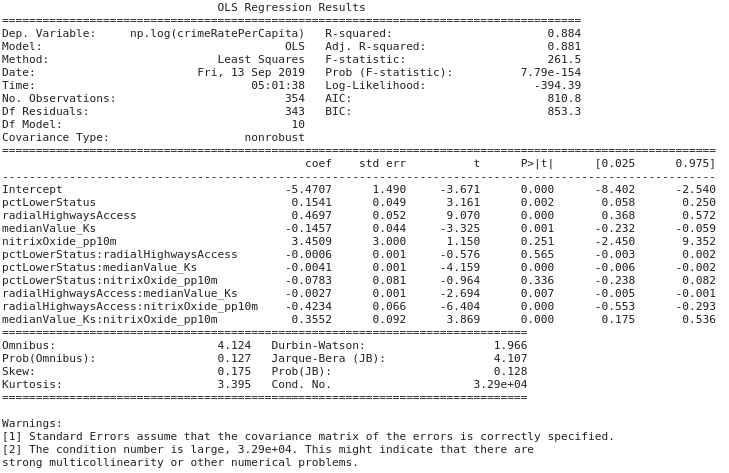 OLS Regression Results
==============================================================================
Dep. Variable:     np.log(crimeRatePerCapita)   R-squared:                       0.884
Model:                                    OLS   Adj. R-squared:                  0.881
Method:                         Least Squares   F-statistic:                     261.5
Date:                        Fri, 13 Sep 2019   Prob (F-statistic):          7.79e-154
Time:                                05:01:38   Log-Likelihood:                -394.39
No. Observations:                         354   AIC:                             810.8
Df Residuals:                             343   BIC:                             853.3
Df Model:                                  10
Covariance Type:                    nonrobust
==============================================================================
coef    std err          t      P>|t|      [0.025      0.975]
------------------------------------------------------------------------------
Intercept                                 -5.4707      1.490     -3.671      0.000      -8.402      -2.540
pctLowerStatus                             0.1541      0.049      3.161      0.002       0.058       0.250
radialHighwaysAccess                       0.4697      0.052      9.070      0.000       0.368       0.572
medianValue_Ks                            -0.1457      0.044     -3.325      0.001      -0.232      -0.059
nitrixOxide_pp10m                          3.4509      3.000      1.150      0.251      -2.450       9.352
pctLowerStatus:radialHighwaysAccess       -0.0006      0.001     -0.576      0.565      -0.003       0.002
pctLowerStatus:medianValue_Ks             -0.0041      0.001     -4.159      0.000      -0.006      -0.002
pctLowerStatus:nitrixOxide_pp10m          -0.0783      0.081     -0.964      0.336      -0.238       0.082
radialHighwaysAccess:medianValue_Ks       -0.0027      0.001     -2.694      0.007      -0.005      -0.001
radialHighwaysAccess:nitrixOxide_pp10m    -0.4234      0.066     -6.404      0.000      -0.553      -0.293
medianValue_Ks:nitrixOxide_pp10m           0.3552      0.092      3.869      0.000       0.175       0.536
==============================================================================
Omnibus:                        4.124   Durbin-Watson:                   1.966
Prob(Omnibus):                  0.127   Jarque-Bera (JB):                4.107
Skew:                           0.175   Prob(JB):                        0.128
Kurtosis:                       3.395   Cond. No.                     3.29e+04
==============================================================================
Warnings:
[1] Standard Errors assume that the covariance matrix of the errors is correctly specified.
[2] The condition number is large, 3.29e+04. This might indicate that there are
strong multicollinearity or other numerical problems.